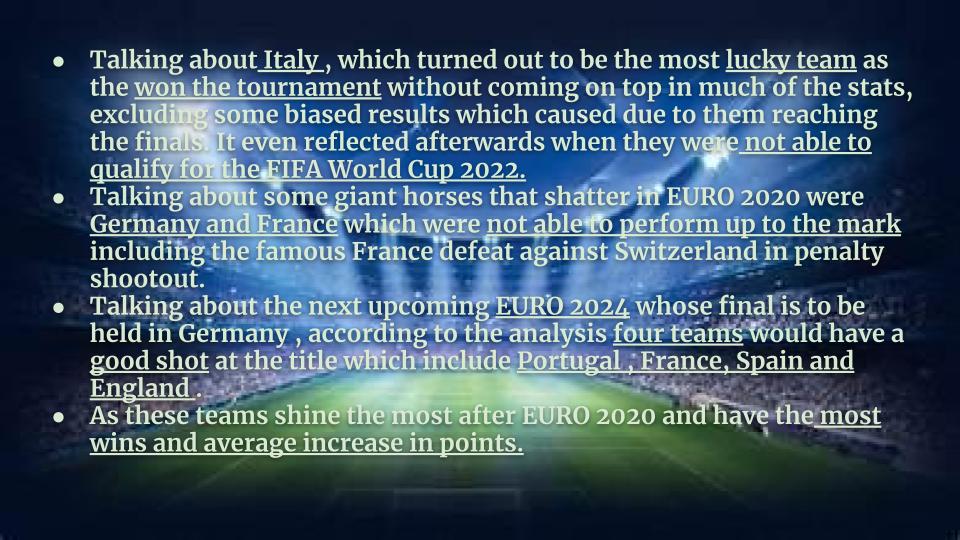 ● Talking about Italy , which turned out to be the most lucky team as
the won the tournament without coming on top in much of the stats,
excluding some biased results which caused due to them reaching
the finals. It even reflected afterwards when they were not able to
qualify for the FIFA World Cup 2022.
● Talking about some giant horses that shatter in EURO 2020 were
Germany and France which were not able to perform up to the mark
including the famous France defeat against Switzerland in penalty
shootout.
● Talking about the next upcoming EURO 2024 whose final is to be
held in Germany , according to the analysis four teams would have a
good shot at the title which include Portugal , France, Spain and
England .
● As these teams shine the most after EURO 2020 and have the most
wins and average increase in points.